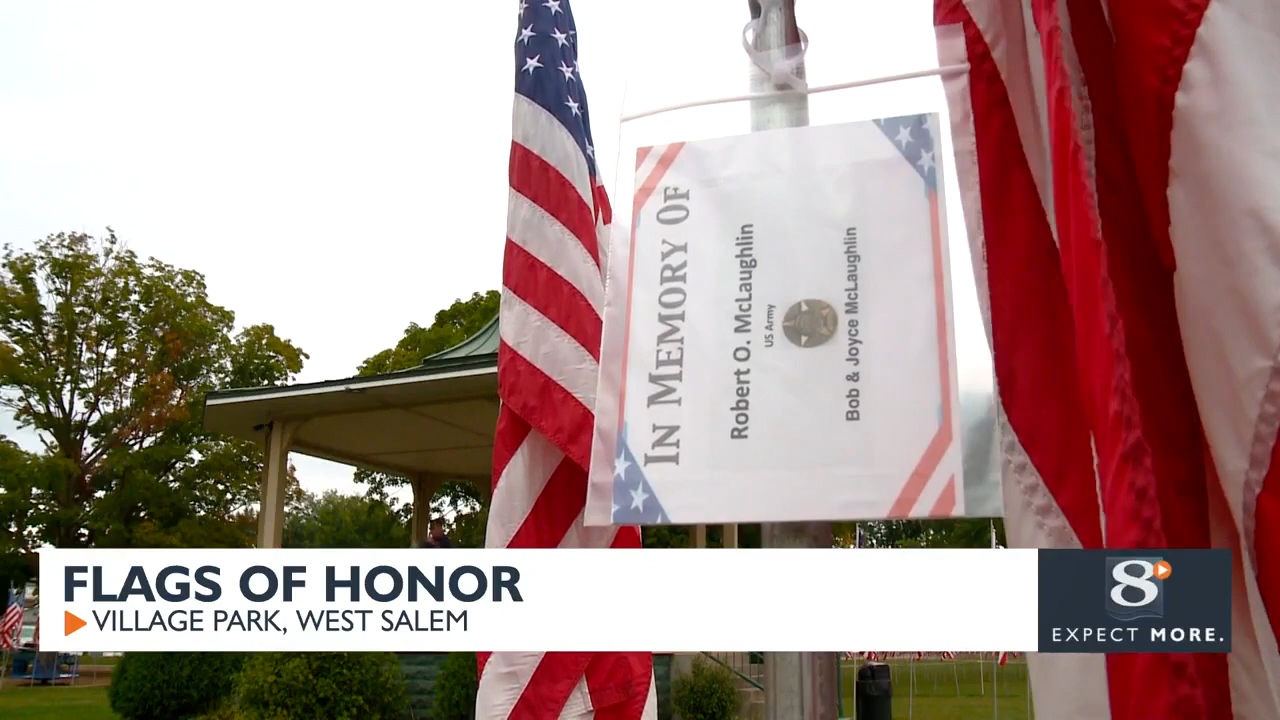 IN MEMORY OF
Robert O. McLaughlin
US Army
Bob & Joyce McLaughlin
FLAGS OF HONOR
VILLAGE PARK, WEST SALEM
8
EXPECT MORE.